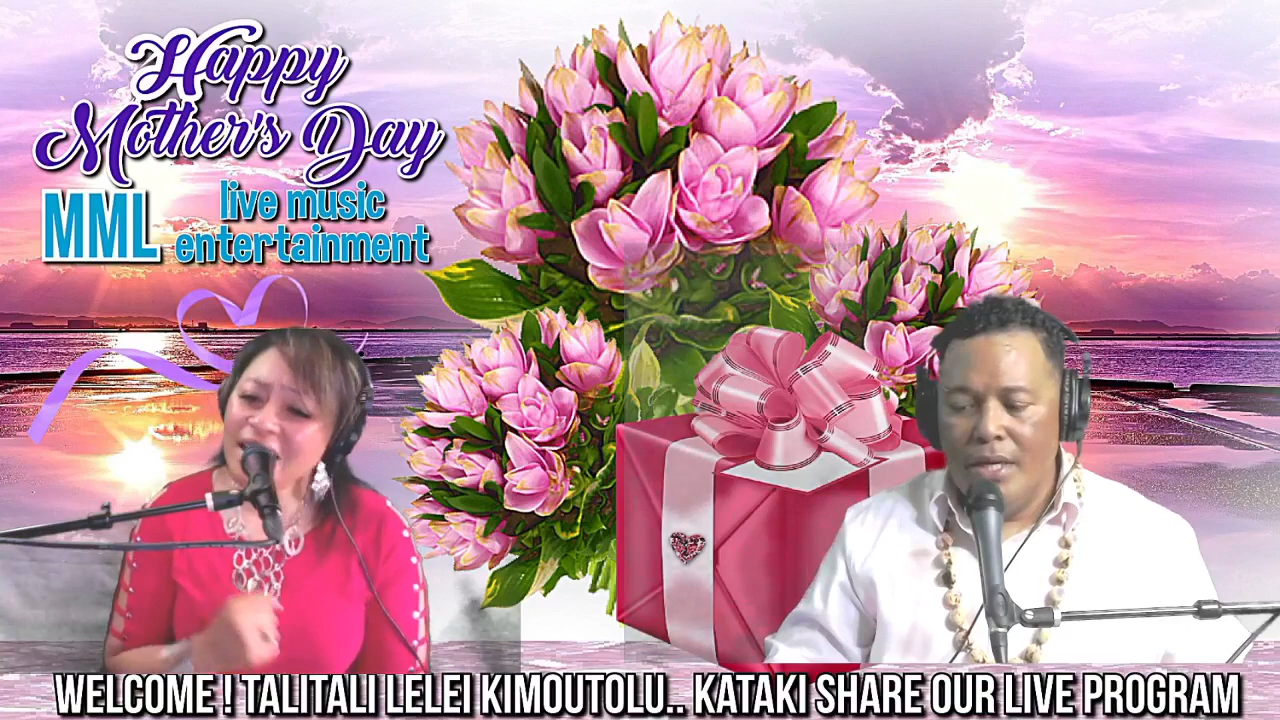 Happy
Mother's Day
MML live music
entertainment
WELCOME ! TALITALI LELEI KIMOUTOLU.. KATAKI SHARE OUR LIVE PROGRAM